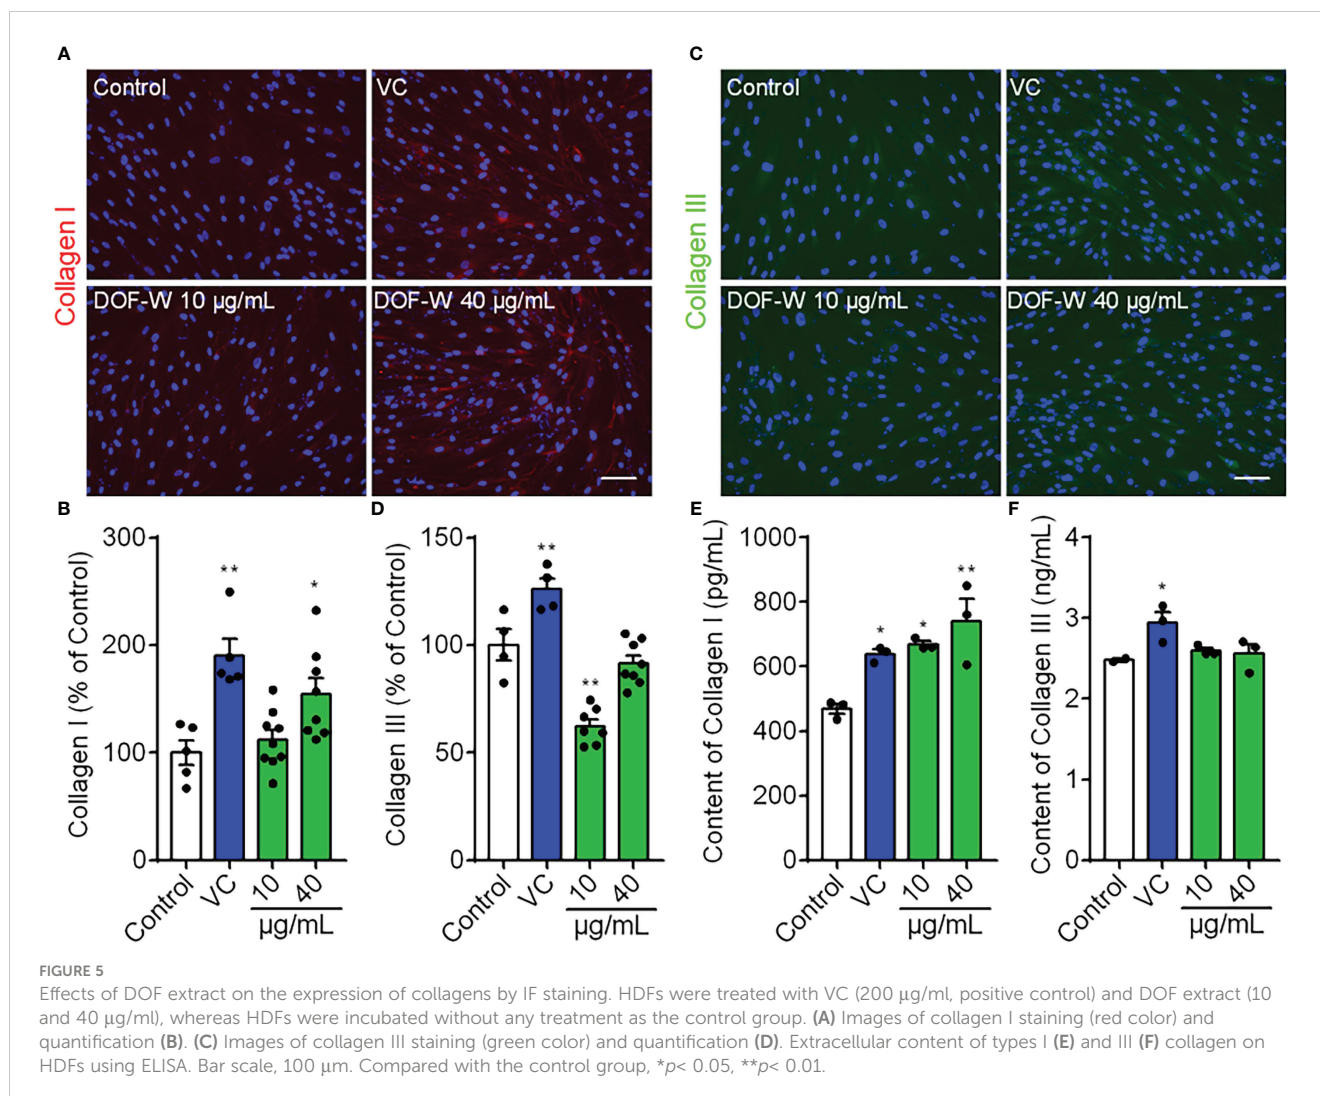 A
Control
VC
DOF-W 10 µg/mL
DOF-W 40 µg/mL
Collagen I
C
Control
VC
DOF-W 10 µg/mL
DOF-W 40 µg/mL
Collagen III
B
Collagen I (% of Control)
300
200
100
0
**
*
Control
VC
10
40
µg/mL
D
Collagen III (% of Control)
150
100
50
0
**
**
Control
VC
10
40
µg/mL
E
Content of Collagen I (pg/mL)
1000
800
600
400
200
0
*
*
**
Control
VC
10
40
µg/mL
F
Content of Collagen III (ng/mL)
4
3
2
1
0
*
Control
VC
10
40
µg/mL
FIGURE 5
Effects of DOF extract on the expression of collagens by IF staining. HDFs were treated with VC (200 µg/ml, positive control) and DOF extract (10
and 40 µg/ml), whereas HDFs were incubated without any treatment as the control group. (A) Images of collagen I staining (red color) and
quantification (B). (C) Images of collagen III staining (green color) and quantification (D). Extracellular content of types I (E) and III (F) collagen on
HDFs using ELISA. Bar scale, 100 µm. Compared with the control group, *p< 0.05, **p< 0.01.